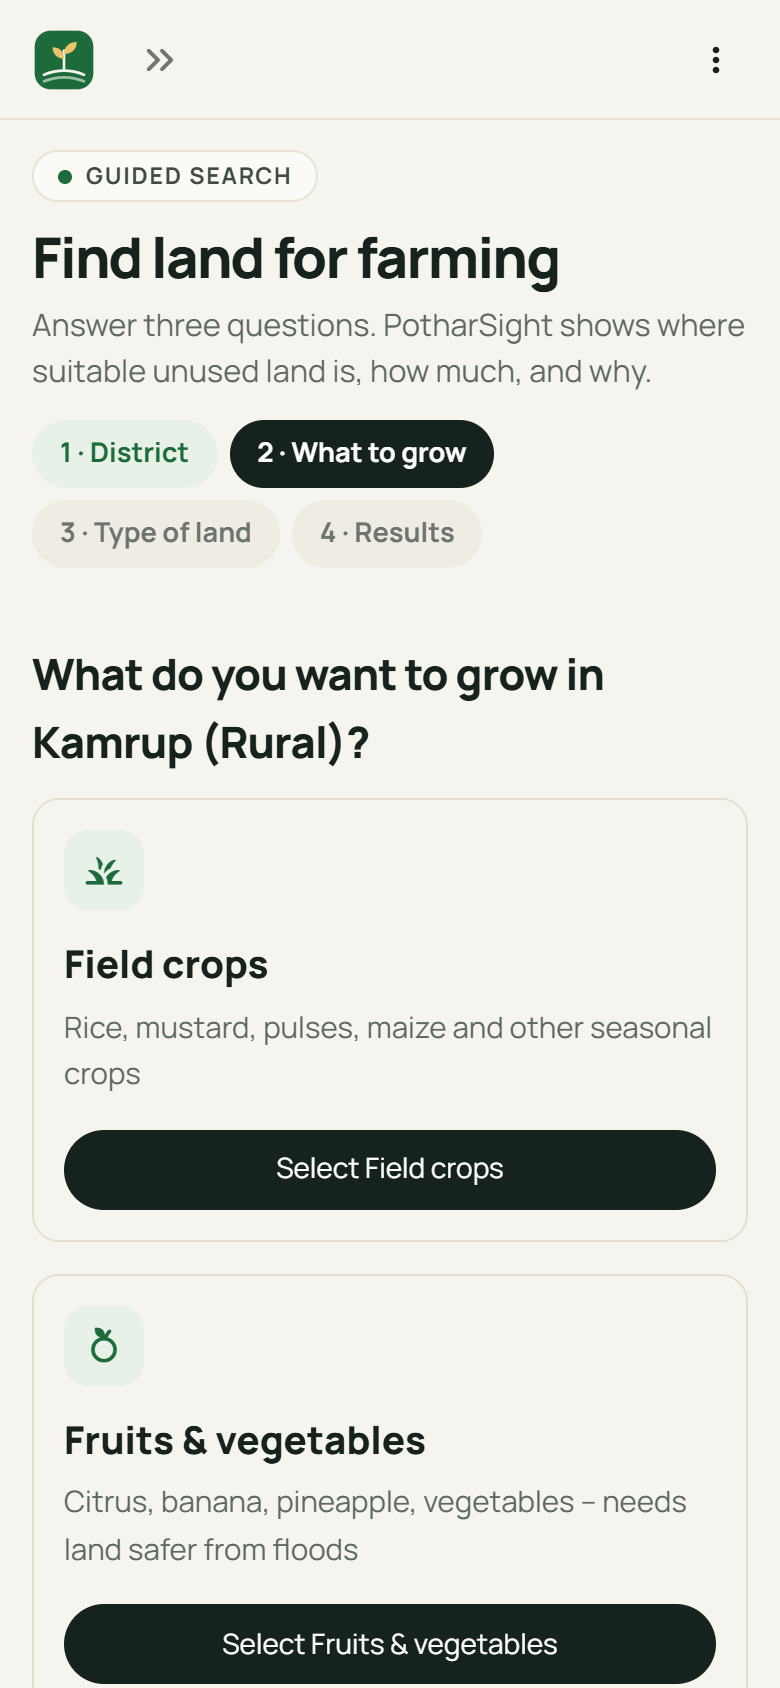 GUIDED SEARCH
Find land for farming
Answer three questions. PotharSight shows where
suitable unused land is, how much, and why.
1 · District
2 · What to grow
3 · Type of land
4 · Results
What do you want to grow in
Kamrup (Rural)?
Field crops
Rice, mustard, pulses, maize and other seasonal
crops
Select Field crops
Fruits & vegetables
Citrus, banana, pineapple, vegetables – needs
land safer from floods
Select Fruits & vegetables